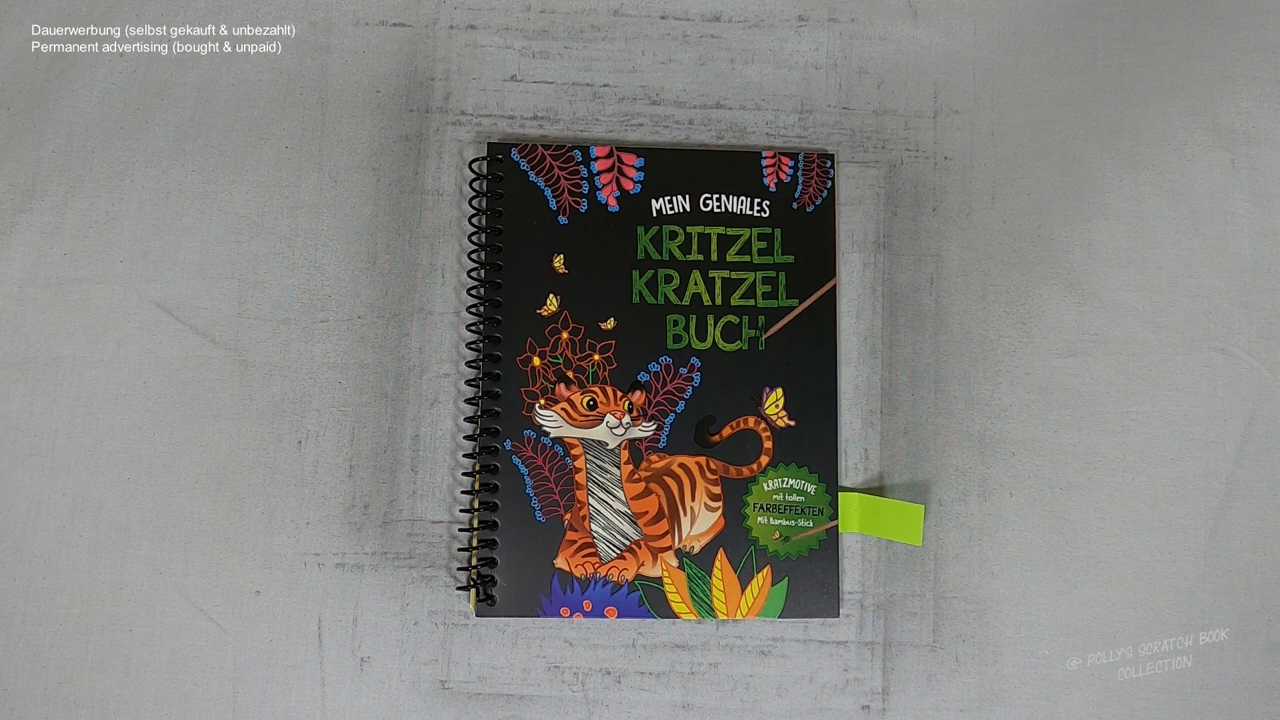 Dauerwerbung (selbst gekauft & unbezahlt)
Permanent advertising (bought & unpaid)
MEIN GENIALES
KRITZEL
KRATZEL
BUCH
KRATZMOTIVE
mit tollen
FARBEFFEKTEN
Mit Bambus-Stick
@ POLLY'S SCRATCH BOOK
COLLECTION